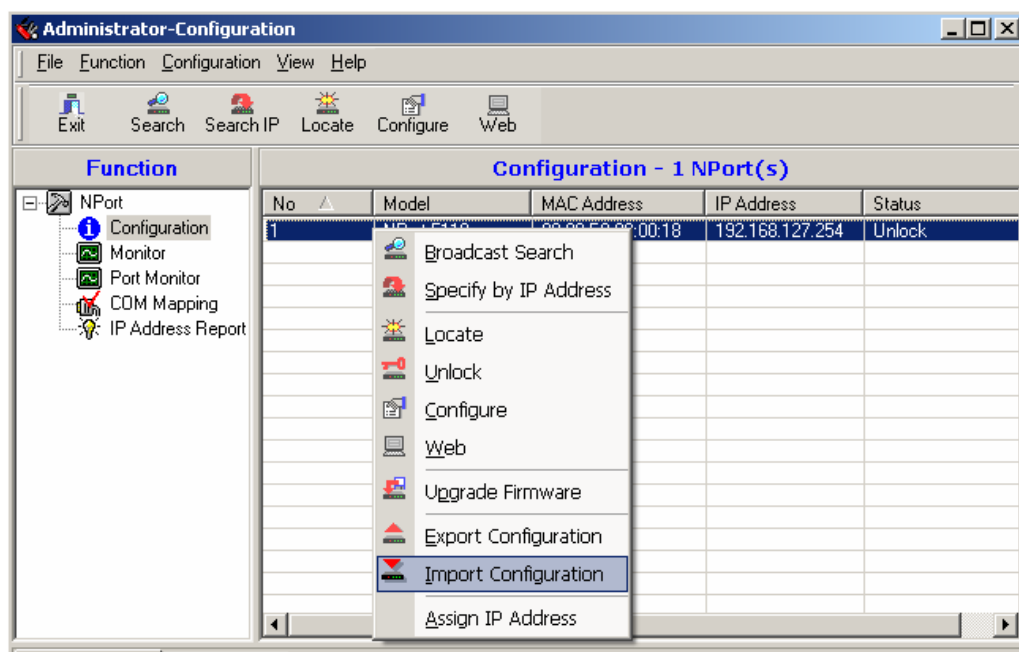 Administrator-Configuration
File Function Configuration View Help
Exit Search Search IP Locate Configure Web
Function
Configuration - 1 NPort(s)
NPort
Configuration
Monitor
Port Monitor
COM Mapping
IP Address Report
No Model MAC Address IP Address Status
1 :00:18 192.168.127.254 Unlock
Broadcast Search
Specify by IP Address
Locate
Unlock
Configure
Web
Upgrade Firmware
Export Configuration
Import Configuration
Assign IP Address